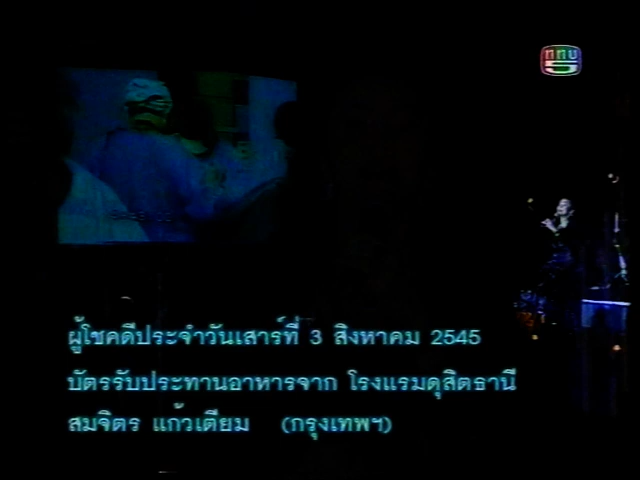 ททบ
5
ผู้โชคดีประจำวันเสาร์ที่ 3 สิงหาคม 2545
บัตรรับประทานอาหารจาก โรงแรมดุสิตธานี
สมจิตร แก้วเตียม (กรุงเทพฯ)